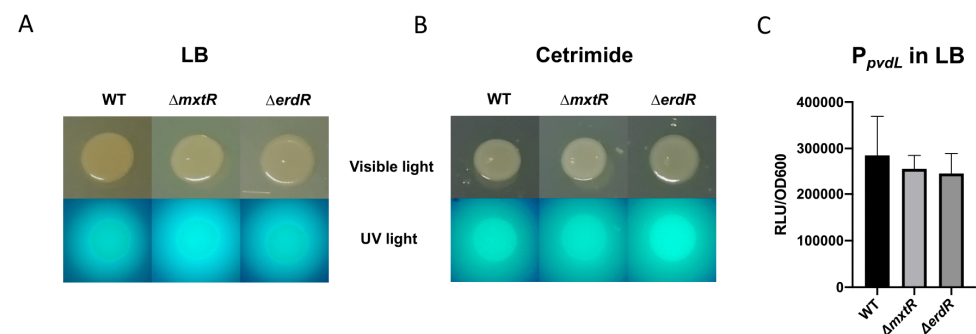 A
LB
WT ΔmxtR ΔerdR
B
Cetrimide
WT ΔmxtR ΔerdR
Visible light
UV light
C
PpvdL in LB
400000
300000
200000
100000
0
RLU/OD600
WT
ΔmxtR
ΔerdR